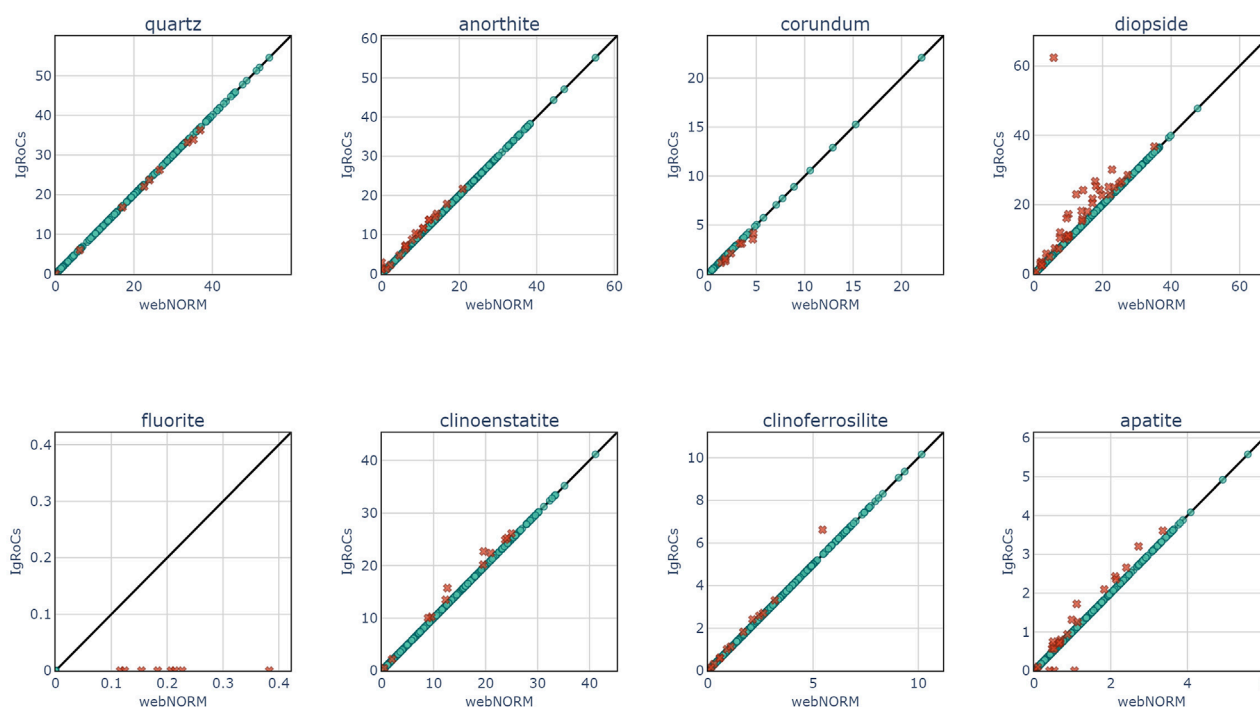 quartz
50
40
30
20
10
0
IgRoCs
0 20 40
webNORM
anorthite
60
50
40
30
20
10
0
IgRoCs
0 20 40 60
webNORM
corundum
20
15
10
5
0
IgRoCs
0 5 10 15 20
webNORM
diopside
60
40
20
0
IgRoCs
0 20 40 60
webNORM
fluorite
0.4
0.3
0.2
0.1
0
IgRoCs
0 0.1 0.2 0.3 0.4
webNORM
clinoenstatite
40
30
20
10
0
IgRoCs
0 10 20 30 40
webNORM
clinoferrosilite
10
8
6
4
2
0
IgRoCs
0 5 10
webNORM
apatite
6
5
4
3
2
1
0
IgRoCs
0 2 4
webNORM